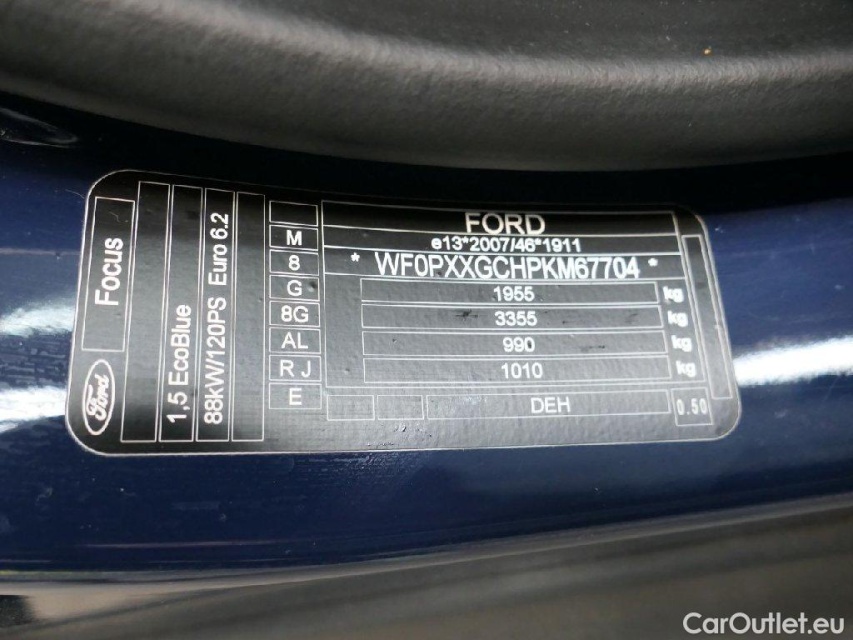 FORD
e13*2007/46*1911
* WF0PXXGCHPKM67704 *
1955 kg
3355 kg
990 kg
1010 kg
DEH
0.50
M
8
G
8G
AL
R J
E
Focus
Ford
1,5 EcoBlue
88kW/120PS Euro 6.2
CarOutlet.eu